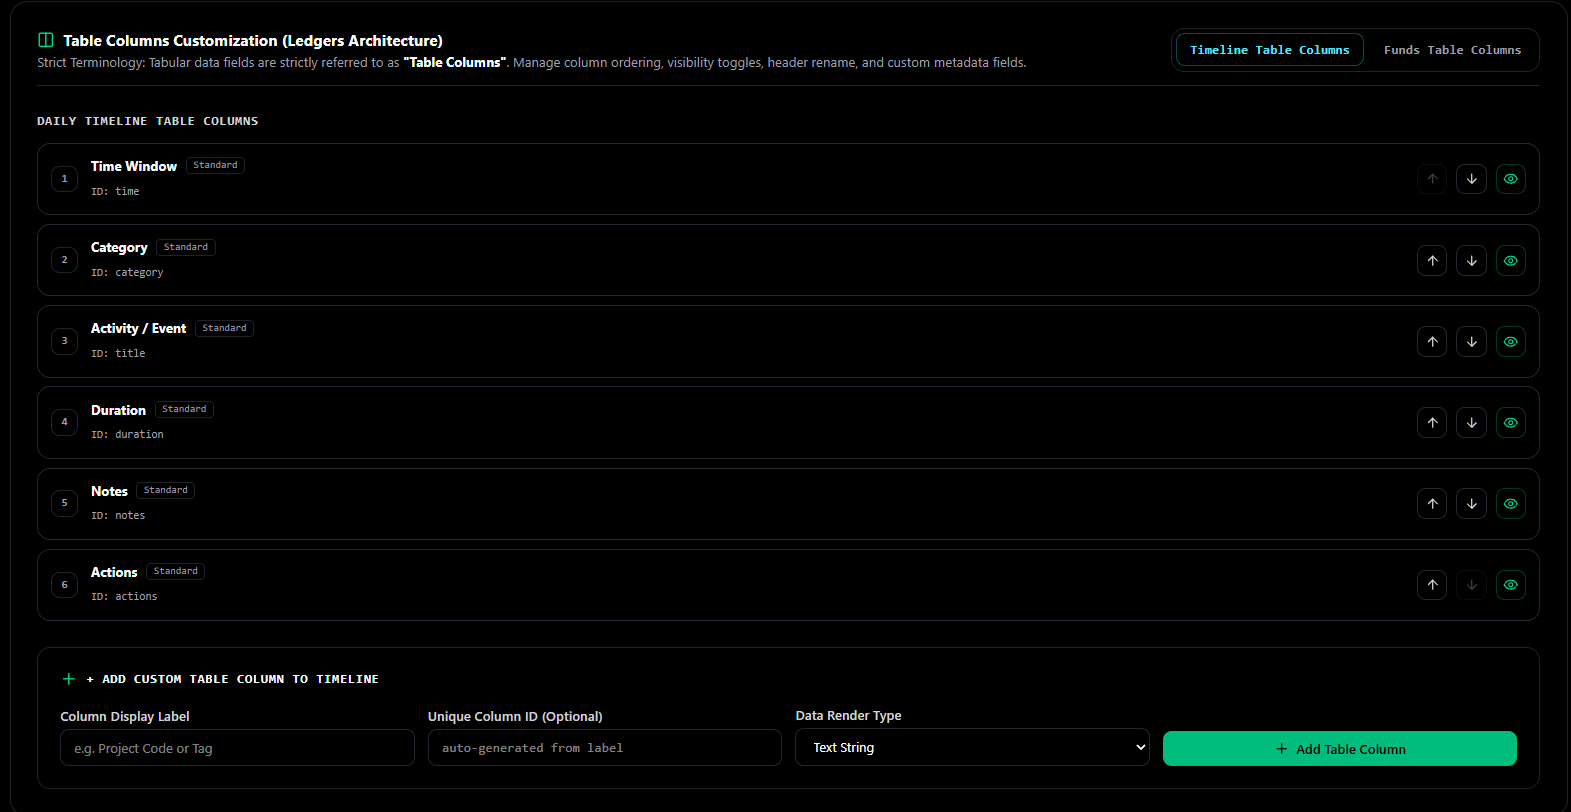 Table Columns Customization (Ledgers Architecture)
Strict Terminology: Tabular data fields are strictly referred to as "Table Columns". Manage column ordering, visibility toggles, header rename, and custom metadata fields.
Timeline Table Columns
Funds Table Columns
DAILY TIMELINE TABLE COLUMNS
1
Time Window Standard
ID: time
2
Category Standard
ID: category
3
Activity / Event Standard
ID: title
4
Duration Standard
ID: duration
5
Notes Standard
ID: notes
6
Actions Standard
ID: actions
+ ADD CUSTOM TABLE COLUMN TO TIMELINE
Column Display Label
e.g. Project Code or Tag
Unique Column ID (Optional)
auto-generated from label
Data Render Type
Text String
Add Table Column